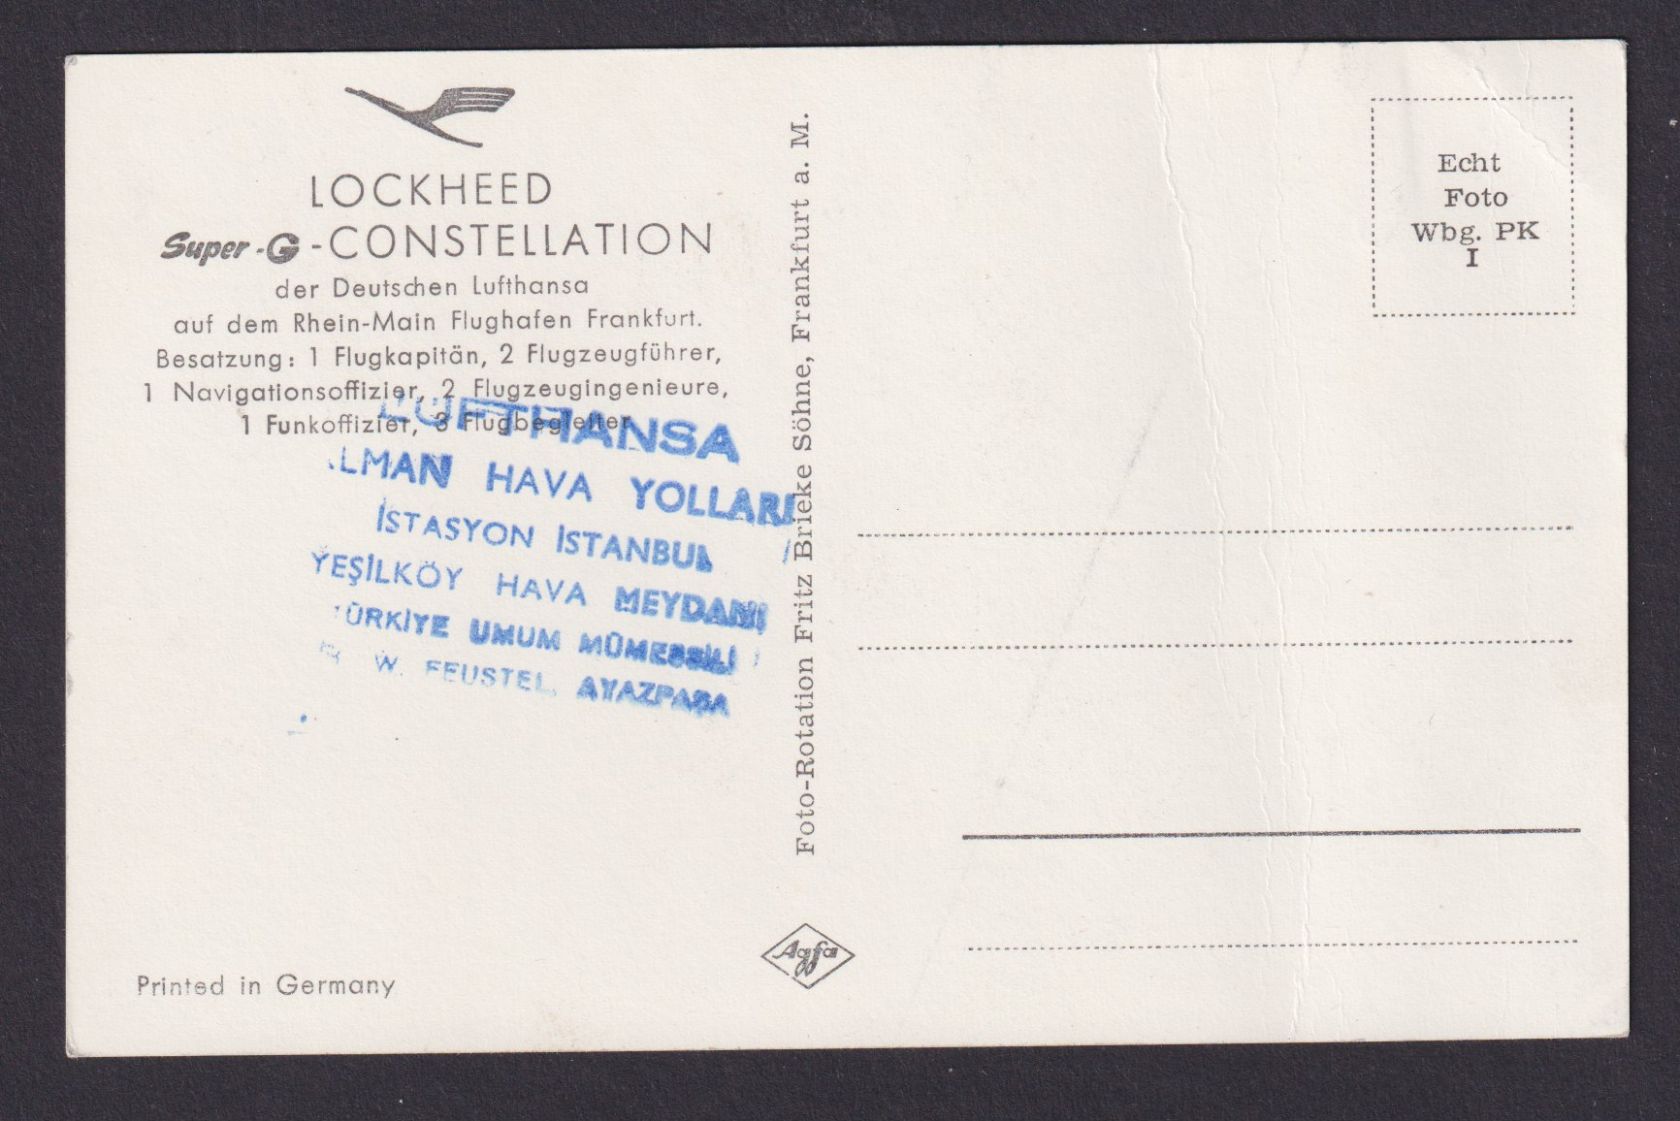 LOCKHEED
Super-G-CONSTELLATION
der Deutschen Lufthansa
auf dem Rhein-Main Flughafen Frankfurt.
Besatzung: 1 Flugkapitän, 2 Flugzeugführer,
1 Navigationsoffizier, 2 Flugzeugingenieure,
1 Funkoffizier, 3 Flugbegleiter
LUFTHANSA
ALMAN HAVA YOLLARI
İSTASYON İSTANBUL
YEŞİLKÖY HAVA MEYDANI
TÜRKİYE UMUM MÜMESSİLİ
W. FEUSTEL, AYAZPAŞA
Printed in Germany
Foto-Rotation Fritz Brieke Söhne, Frankfurt a. M.
Agfa
Echt
Foto
Wbg. PK
I